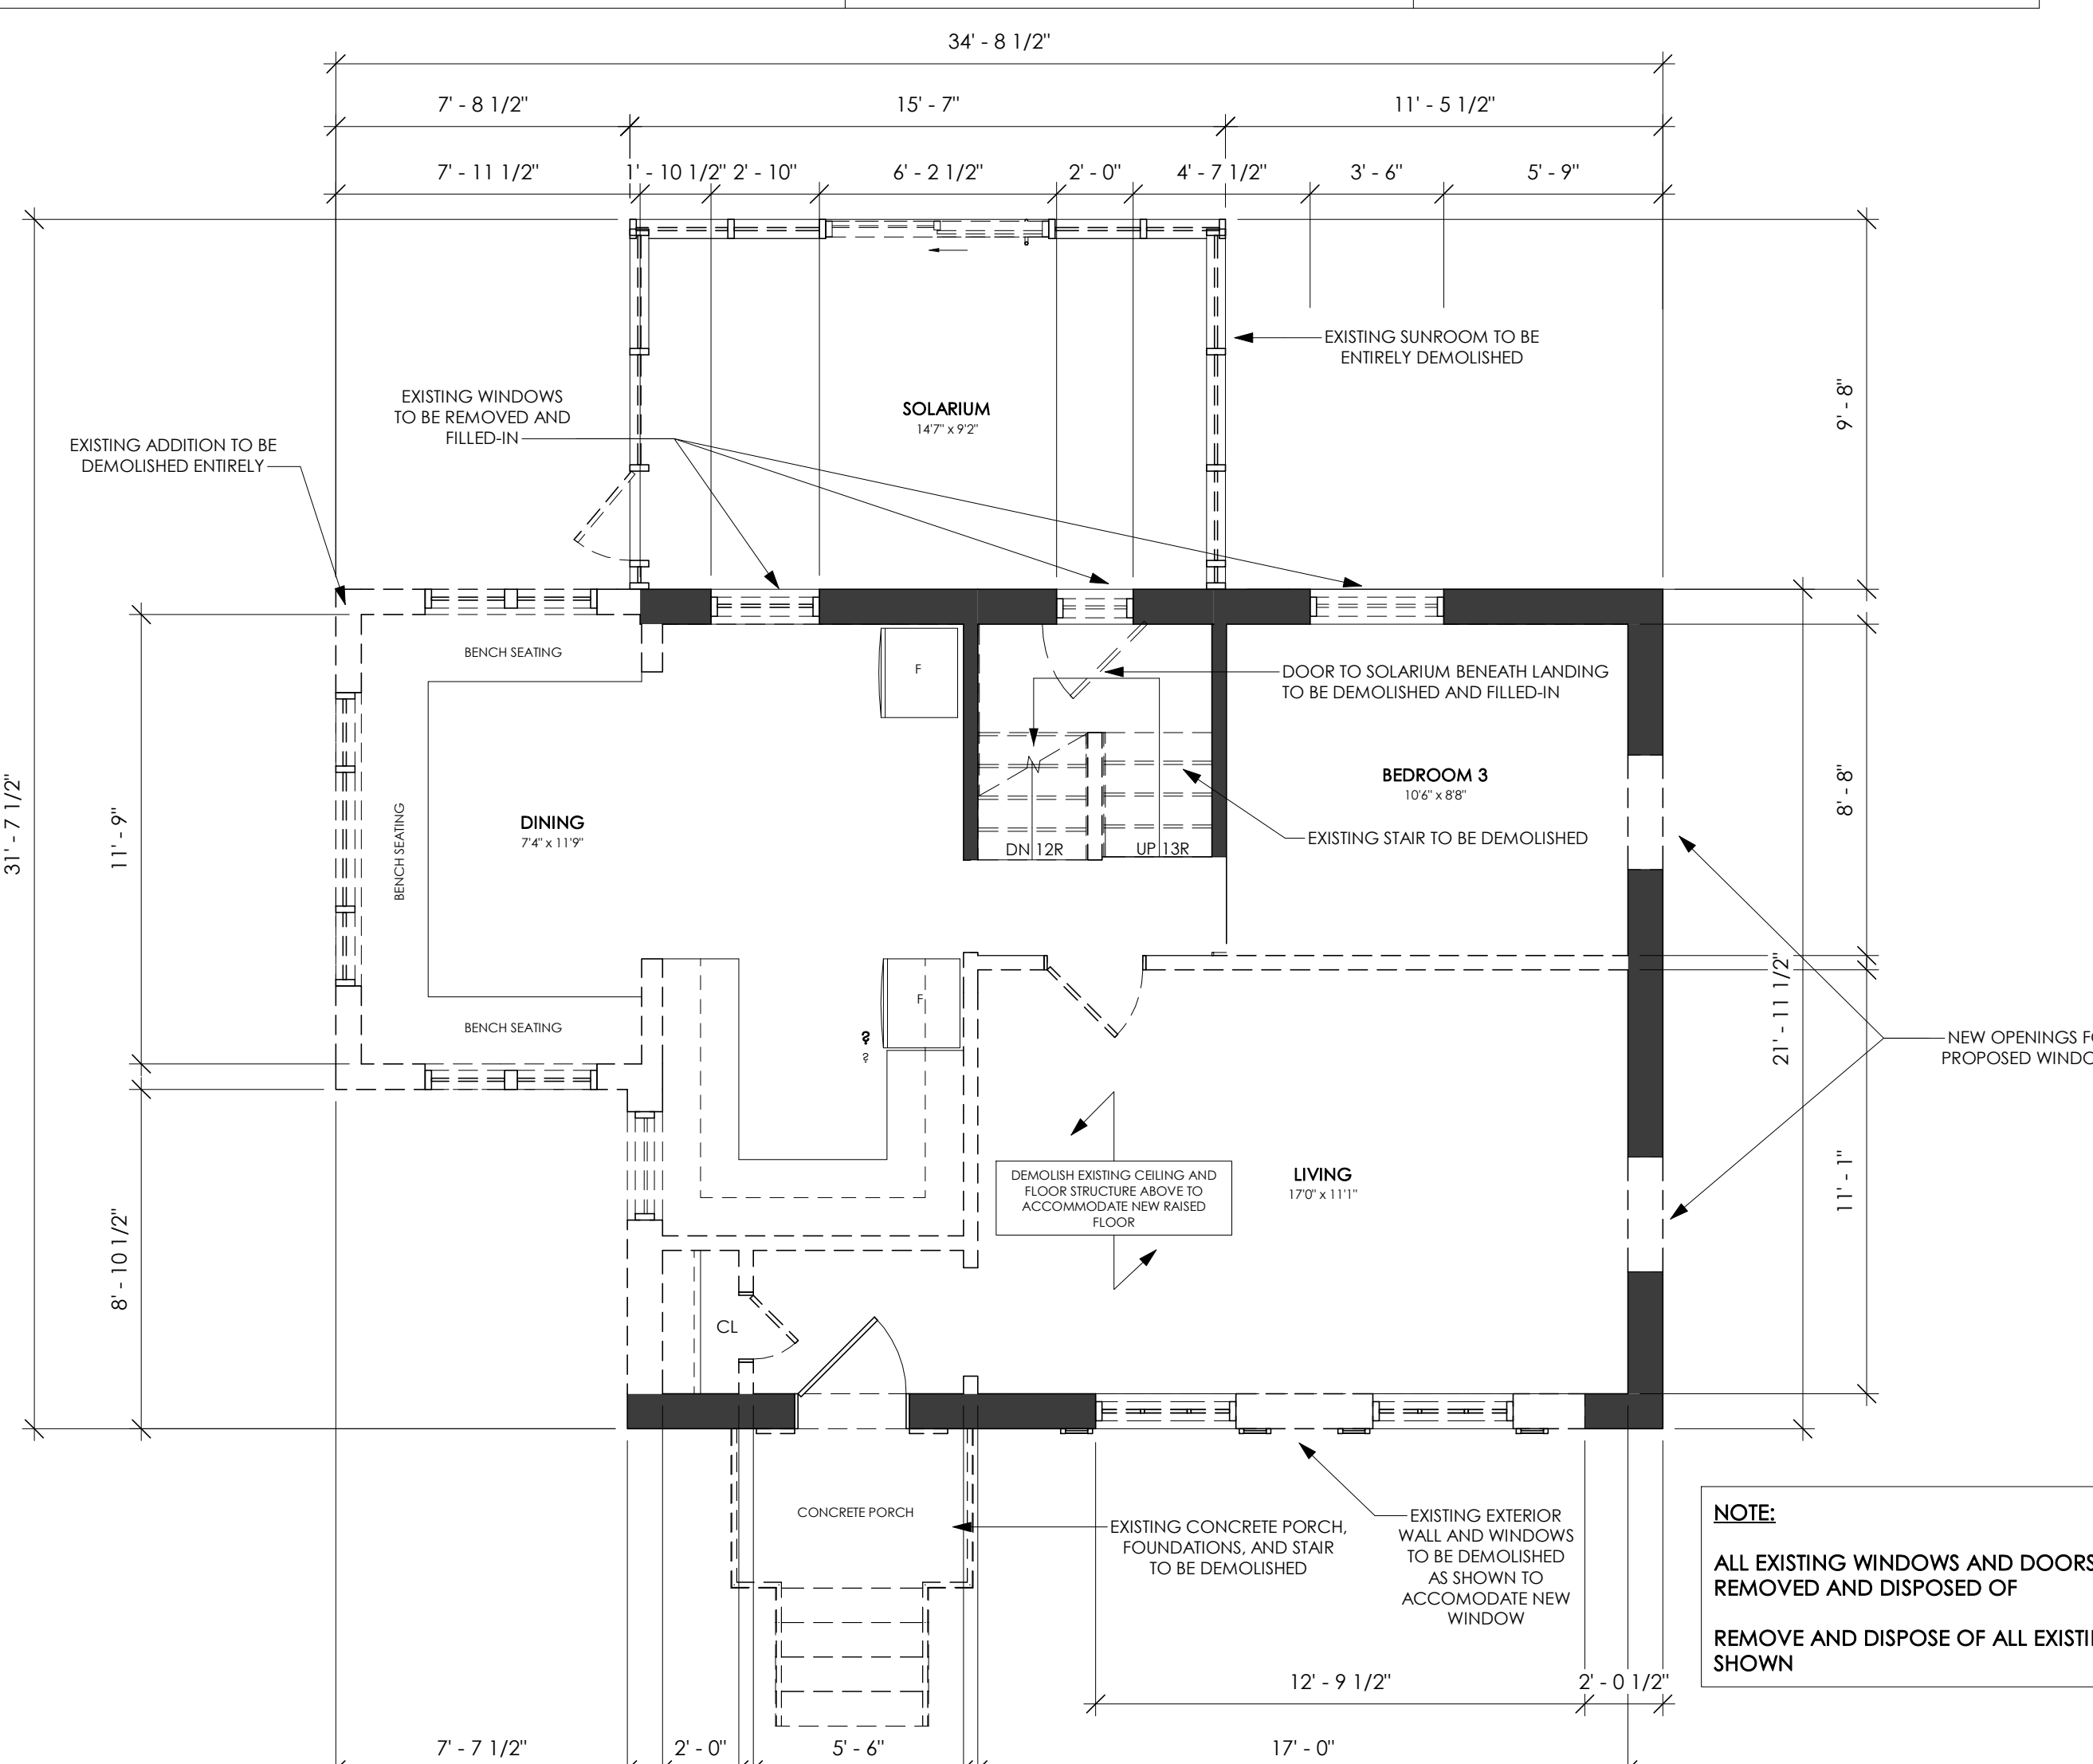 34' - 8 1/2"
7' - 8 1/2"
15' - 7"
11' - 5 1/2"
7' - 11 1/2"
1' - 10 1/2"
2' - 10"
6' - 2 1/2"
2' - 0"
4' - 7 1/2"
3' - 6"
5' - 9"
EXISTING SUNROOM TO BE
ENTIRELY DEMOLISHED
9' - 8"
EXISTING WINDOWS
TO BE REMOVED AND
FILLED-IN
SOLARIUM
14'7" x 9'2"
EXISTING ADDITION TO BE
DEMOLISHED ENTIRELY
BENCH SEATING
F
DOOR TO SOLARIUM BENEATH LANDING
TO BE DEMOLISHED AND FILLED-IN
31' - 7 1/2"
11' - 9"
BENCH SEATING
DINING
7'4" x 11'9"
BEDROOM 3
10'6" x 8'8"
8' - 8"
EXISTING STAIR TO BE DEMOLISHED
DN 12R
UP 13R
F
?
?
BENCH SEATING
21' - 11 1/2"
NEW OPENINGS
PROPOSED
DEMOLISH EXISTING CEILING AND
FLOOR STRUCTURE ABOVE TO
ACCOMMODATE NEW RAISED
FLOOR
LIVING
17'0" x 11'1"
11' - 1"
8' - 10 1/2"
CL
CONCRETE PORCH
EXISTING CONCRETE PORCH,
FOUNDATIONS, AND STAIR
TO BE DEMOLISHED
EXISTING EXTERIOR
WALL AND WINDOWS
TO BE DEMOLISHED
AS SHOWN TO
ACCOMODATE NEW
WINDOW
NOTE:
ALL EXISTING WINDOWS AND DOORS
REMOVED AND DISPOSED OF
REMOVE AND DISPOSE OF ALL
SHOWN
12' - 9 1/2"
2' - 0 1/2"
7' - 7 1/2"
2' - 0"
5' - 6"
17' - 0"